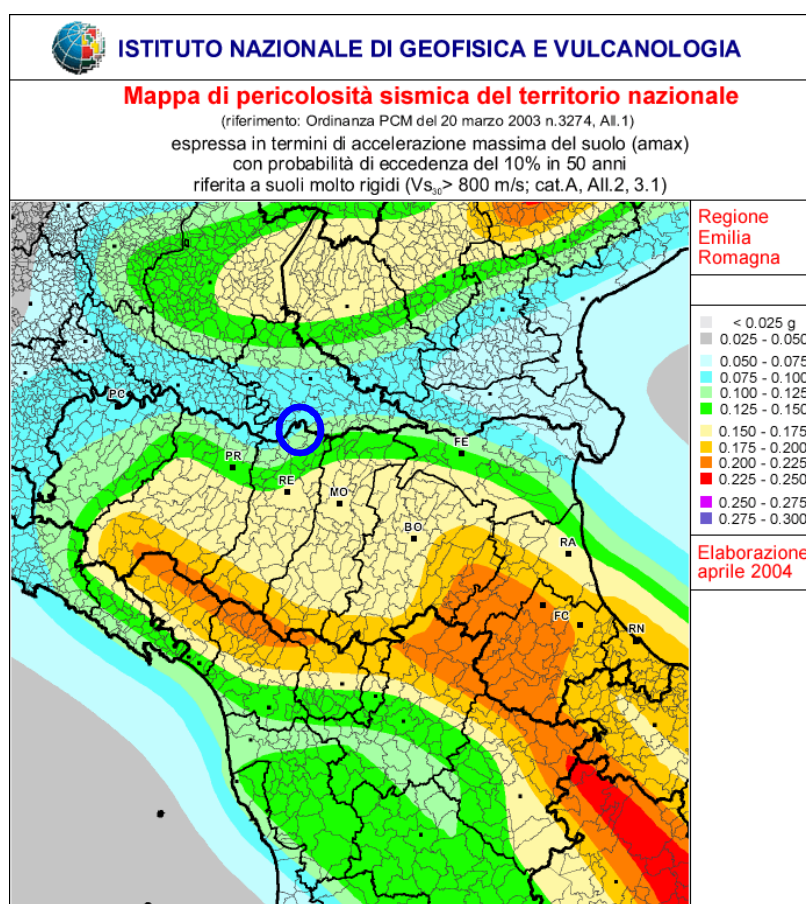 ISTITUTO NAZIONALE DI GEOFISICA E VULCANOLOGIA
Mappa di pericolosità sismica del territorio nazionale
(riferimento: Ordinanza PCM del 20 marzo 2003 n.3274, All.1)
espressa in termini di accelerazione massima del suolo (amax)
con probabilità di eccedenza del 10% in 50 anni
riferita a suoli molto rigidi (Vs₃₀> 800 m/s; cat.A, All.2, 3.1)
Regione
Emilia
Romagna
< 0.025 g
0.025 - 0.050
0.050 - 0.075
0.075 - 0.100
0.100 - 0.125
0.125 - 0.150
0.150 - 0.175
0.175 - 0.200
0.200 - 0.225
0.225 - 0.250
0.250 - 0.275
0.275 - 0.300
Elaborazione
aprile 2004
PC
PR
FE
RE
MO
BO
RA
FC
RN